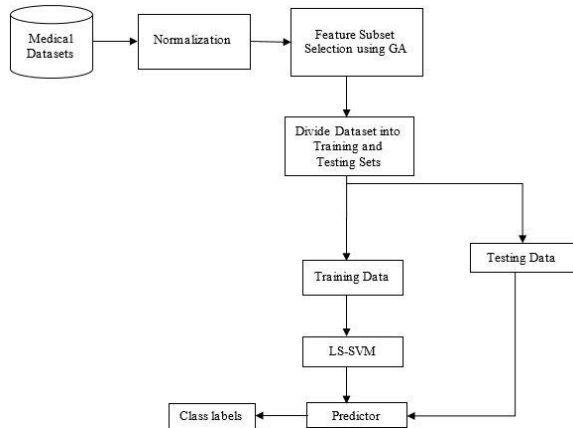 Medical
Datasets
Normalization
Feature Subset
Selection using GA
Divide Dataset into
Training and
Testing Sets
Testing Data
Training Data
LS-SVM
Class labels
Predictor